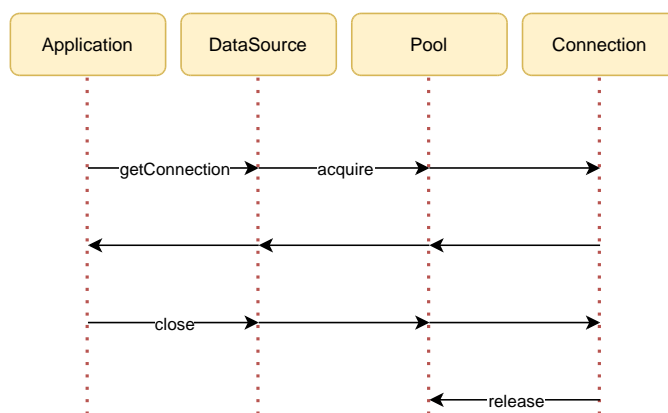 Application
DataSource
Pool
Connection
getConnection
acquire
close
release